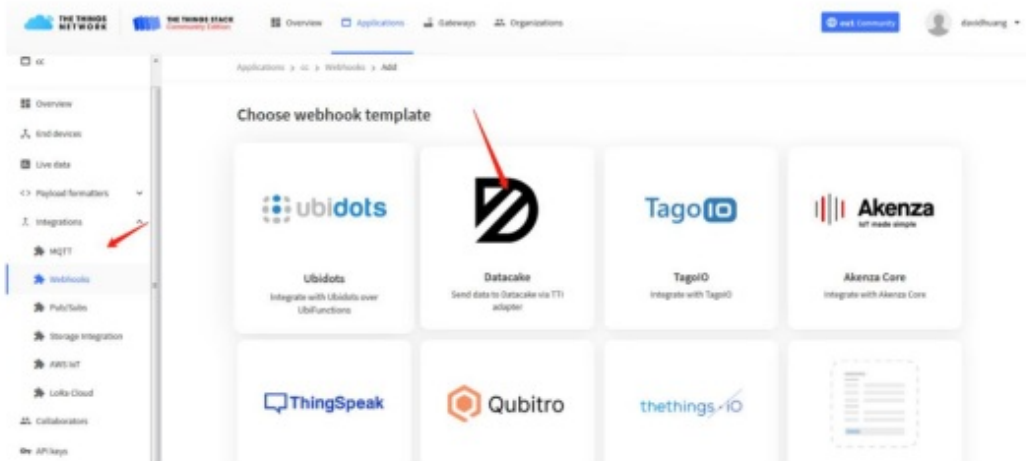 THE THINGS
NETWORK
THE THINGS STACK
Community Edition
Overview
Applications
Gateways
Organizations
eu1 Community
davidhuang
cc
Applications > cc > Webhooks > Add
Overview
End devices
Live data
<> Payload formatters
Integrations
MQTT
Webhooks
Pub/Subs
Storage Integration
AWS IoT
LoRa Cloud
Collaborators
API keys
Choose webhook template
ubidots
Ubidots
Integrate with Ubidots over
UbiFunctions
Datacake
Send data to Datacake via TTI
adapter
TagoIO
TagoIO
Integrate with TagoIO
Akenza
IoT made simple
Akenza Core
Integrate with Akenza Core
ThingSpeak
Qubitro
thethings.iO